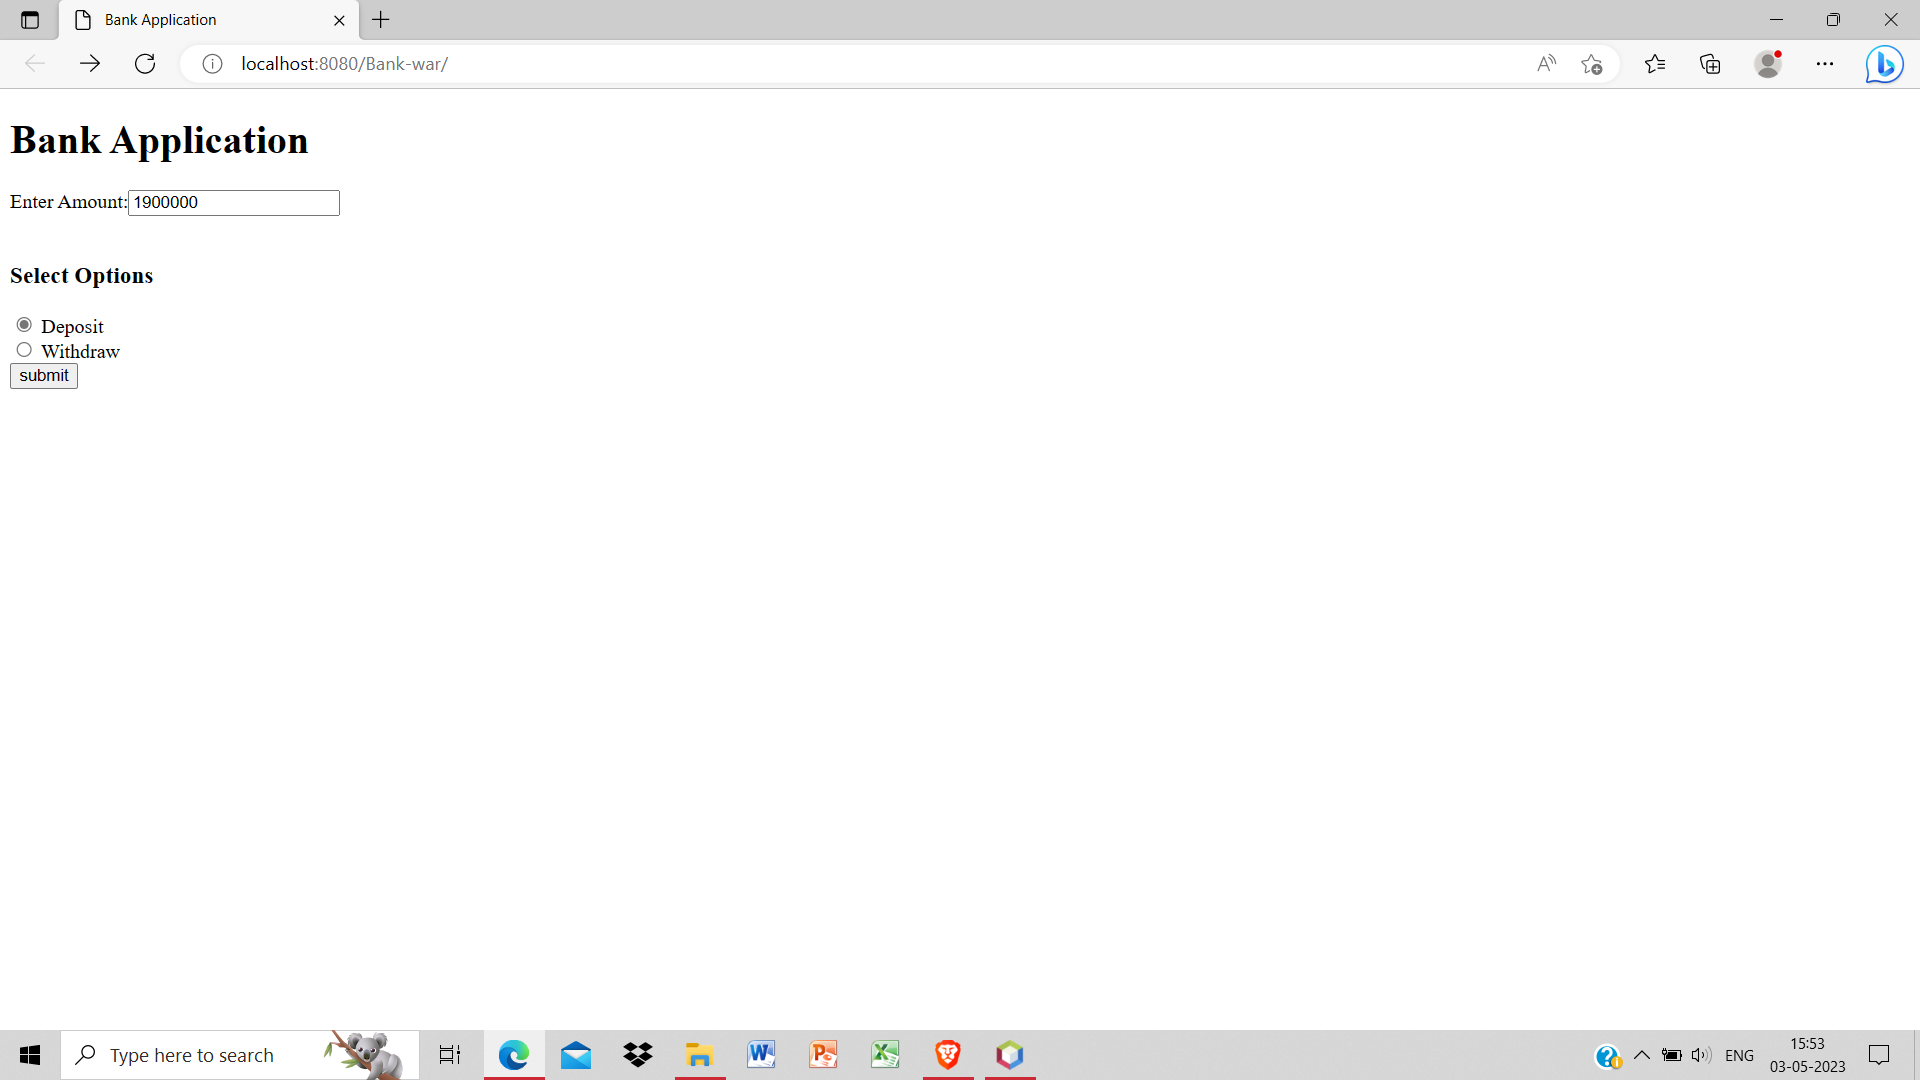 Bank Application
localhost:8080/Bank-war/
Bank Application
Enter Amount: 1900000
Select Options
Deposit
Withdraw
submit
Type here to search
ENG
15:53
03-05-2023